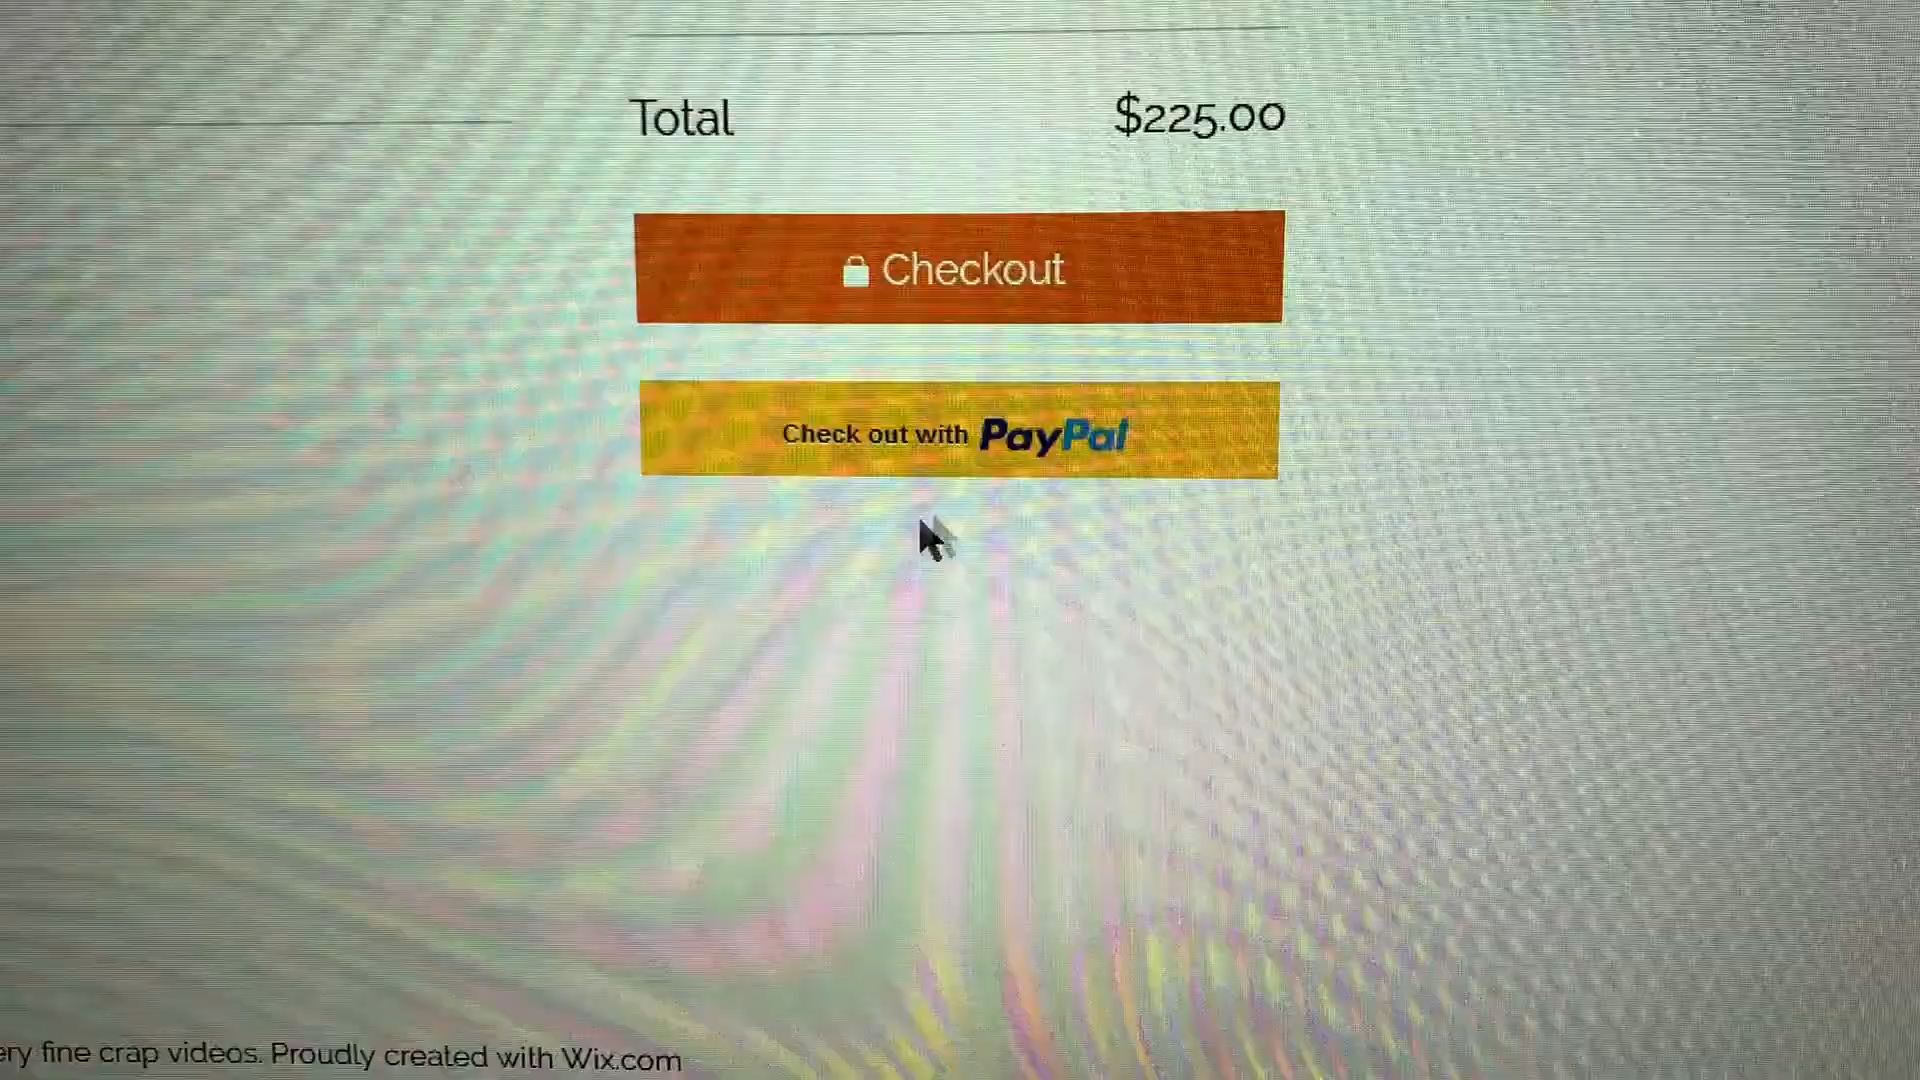 Total $225.00
Checkout
Check out with PayPal
ery fine crap videos. Proudly created with Wix.com